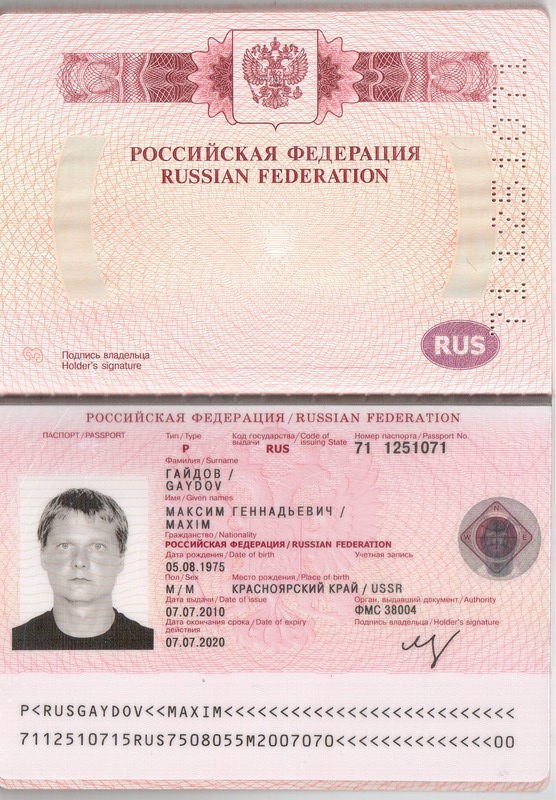 РОССИЙСКАЯ ФЕДЕРАЦИЯ
RUSSIAN FEDERATION
7112510 71
RUS
Подпись владельца
Holder's signature
РОССИЙСКАЯ ФЕДЕРАЦИЯ / RUSSIAN FEDERATION
ПАСПОРТ / PASSPORT Тип / Type Код государства / Code of выдачи issuing State Номер паспорта / Passport No.
P RUS 71 1251071
Фамилия / Surname
ГАЙДОВ /
GAYDOV
Имя / Given names
МАКСИМ ГЕННАДЬЕВИЧ /
MAXIM
Гражданство / Nationality
РОССИЙСКАЯ ФЕДЕРАЦИЯ / RUSSIAN FEDERATION
Дата рождения / Date of birth Учетная запись
05.08.1975
Пол / Sex Место рождения / Place of birth
М / M КРАСНОЯРСКИЙ КРАЙ / USSR
Дата выдачи / Date of issue Орган, выдавший документ / Authority
07.07.2010 ФМС 38004
Дата окончания срока / Date of expiry Подпись владельца / Holder's signature
действия
07.07.2020
N
W E
P<RUSGAYDOV<<MAXIM<<<<<<<<<<<<<<<<<<<<<<<<<<
7112510715RUS7508055M2007070<<<<<<<<<<<<<<00